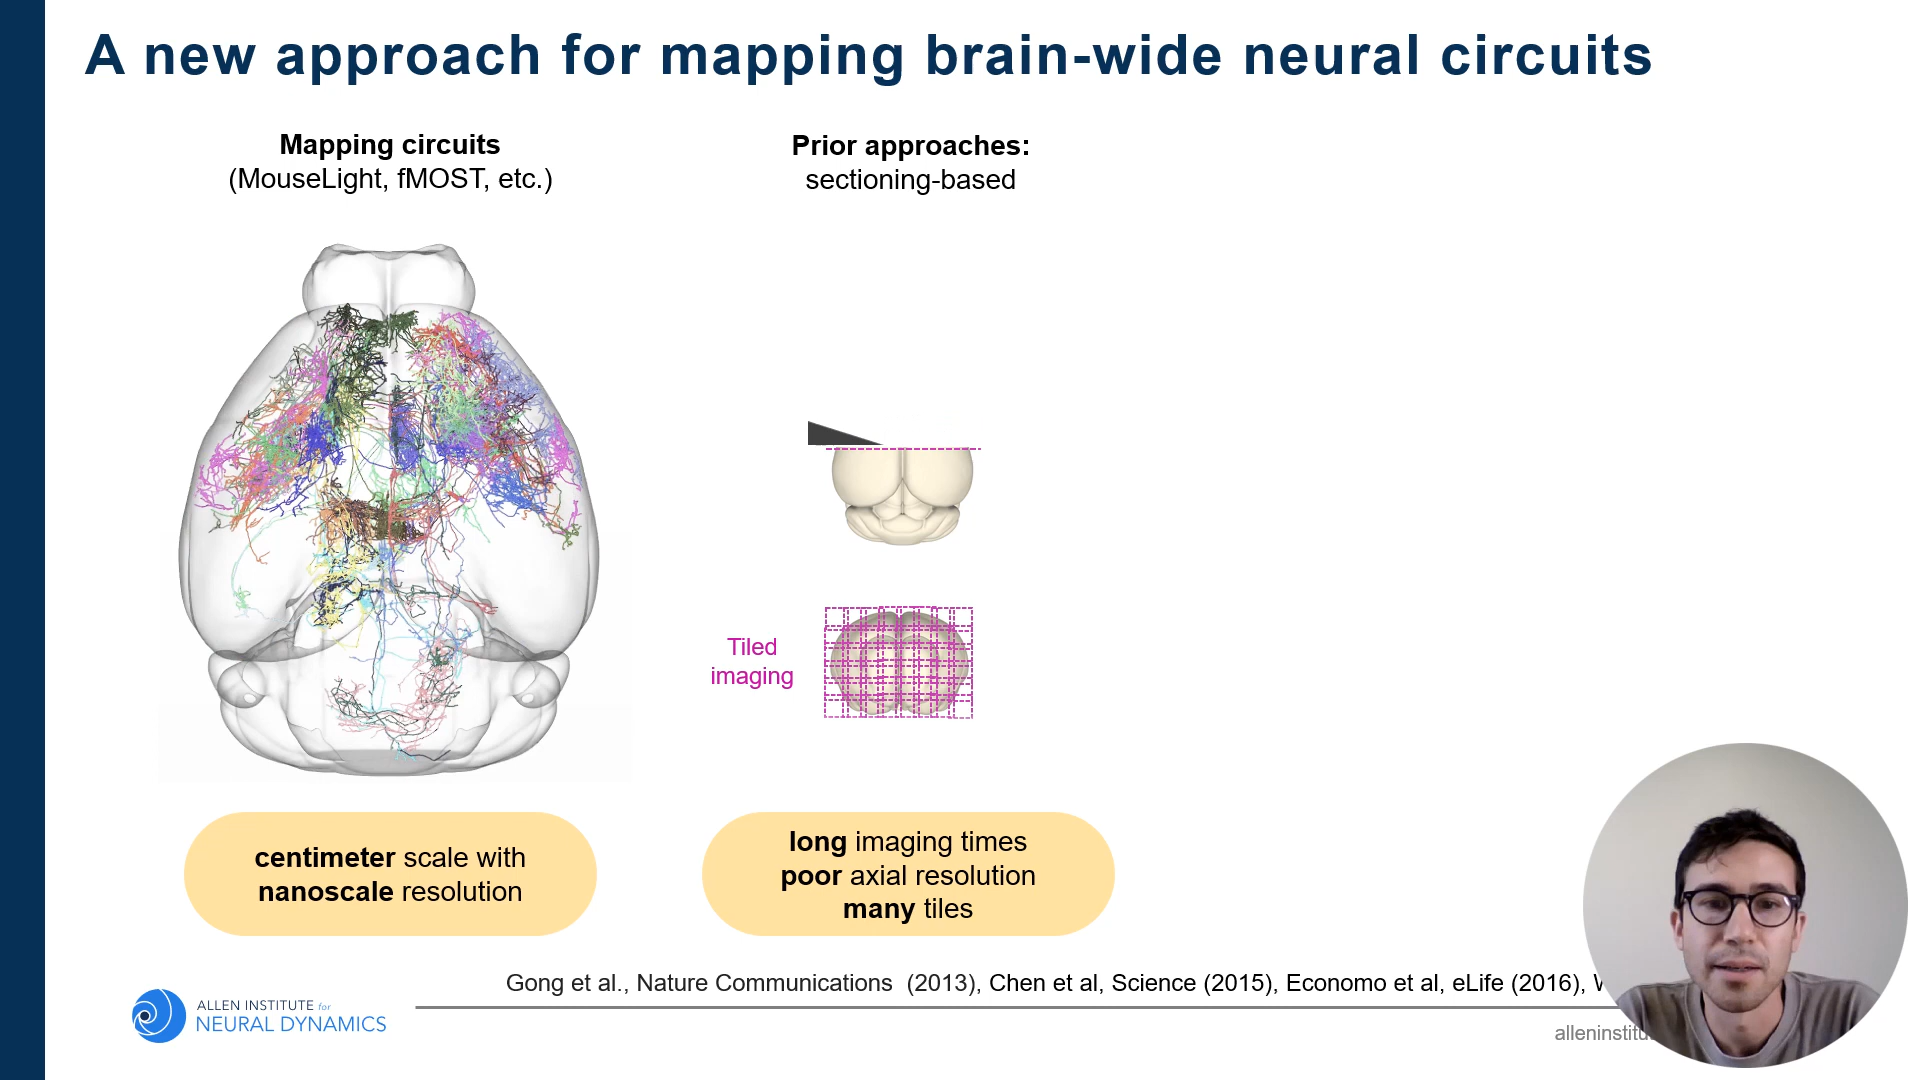 A new approach for mapping brain-wide neural circuits
Mapping circuits
(MouseLight, fMOST, etc.)
Prior approaches:
sectioning-based
Tiled
imaging
centimeter scale with
nanoscale resolution
long imaging times
poor axial resolution
many tiles
Gong et al., Nature Communications (2013), Chen et al, Science (2015), Economo et al, eLife (2016),
ALLEN INSTITUTE for
NEURAL DYNAMICS